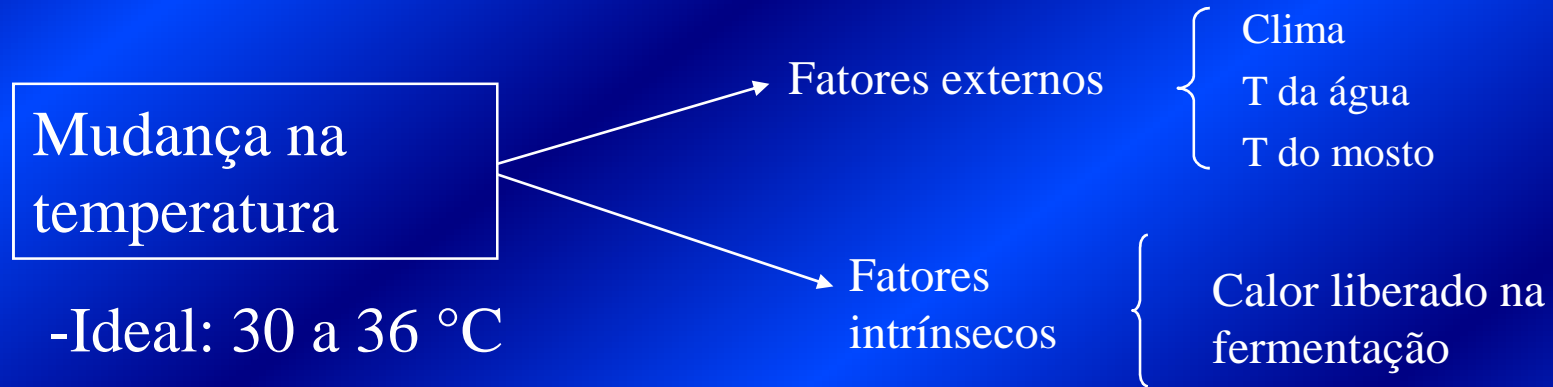 Mudança na
temperatura
-Ideal: 30 a 36 °C
Fatores externos
Clima
T da água
T do mosto
Fatores
intrínsecos
Calor liberado na
fermentação